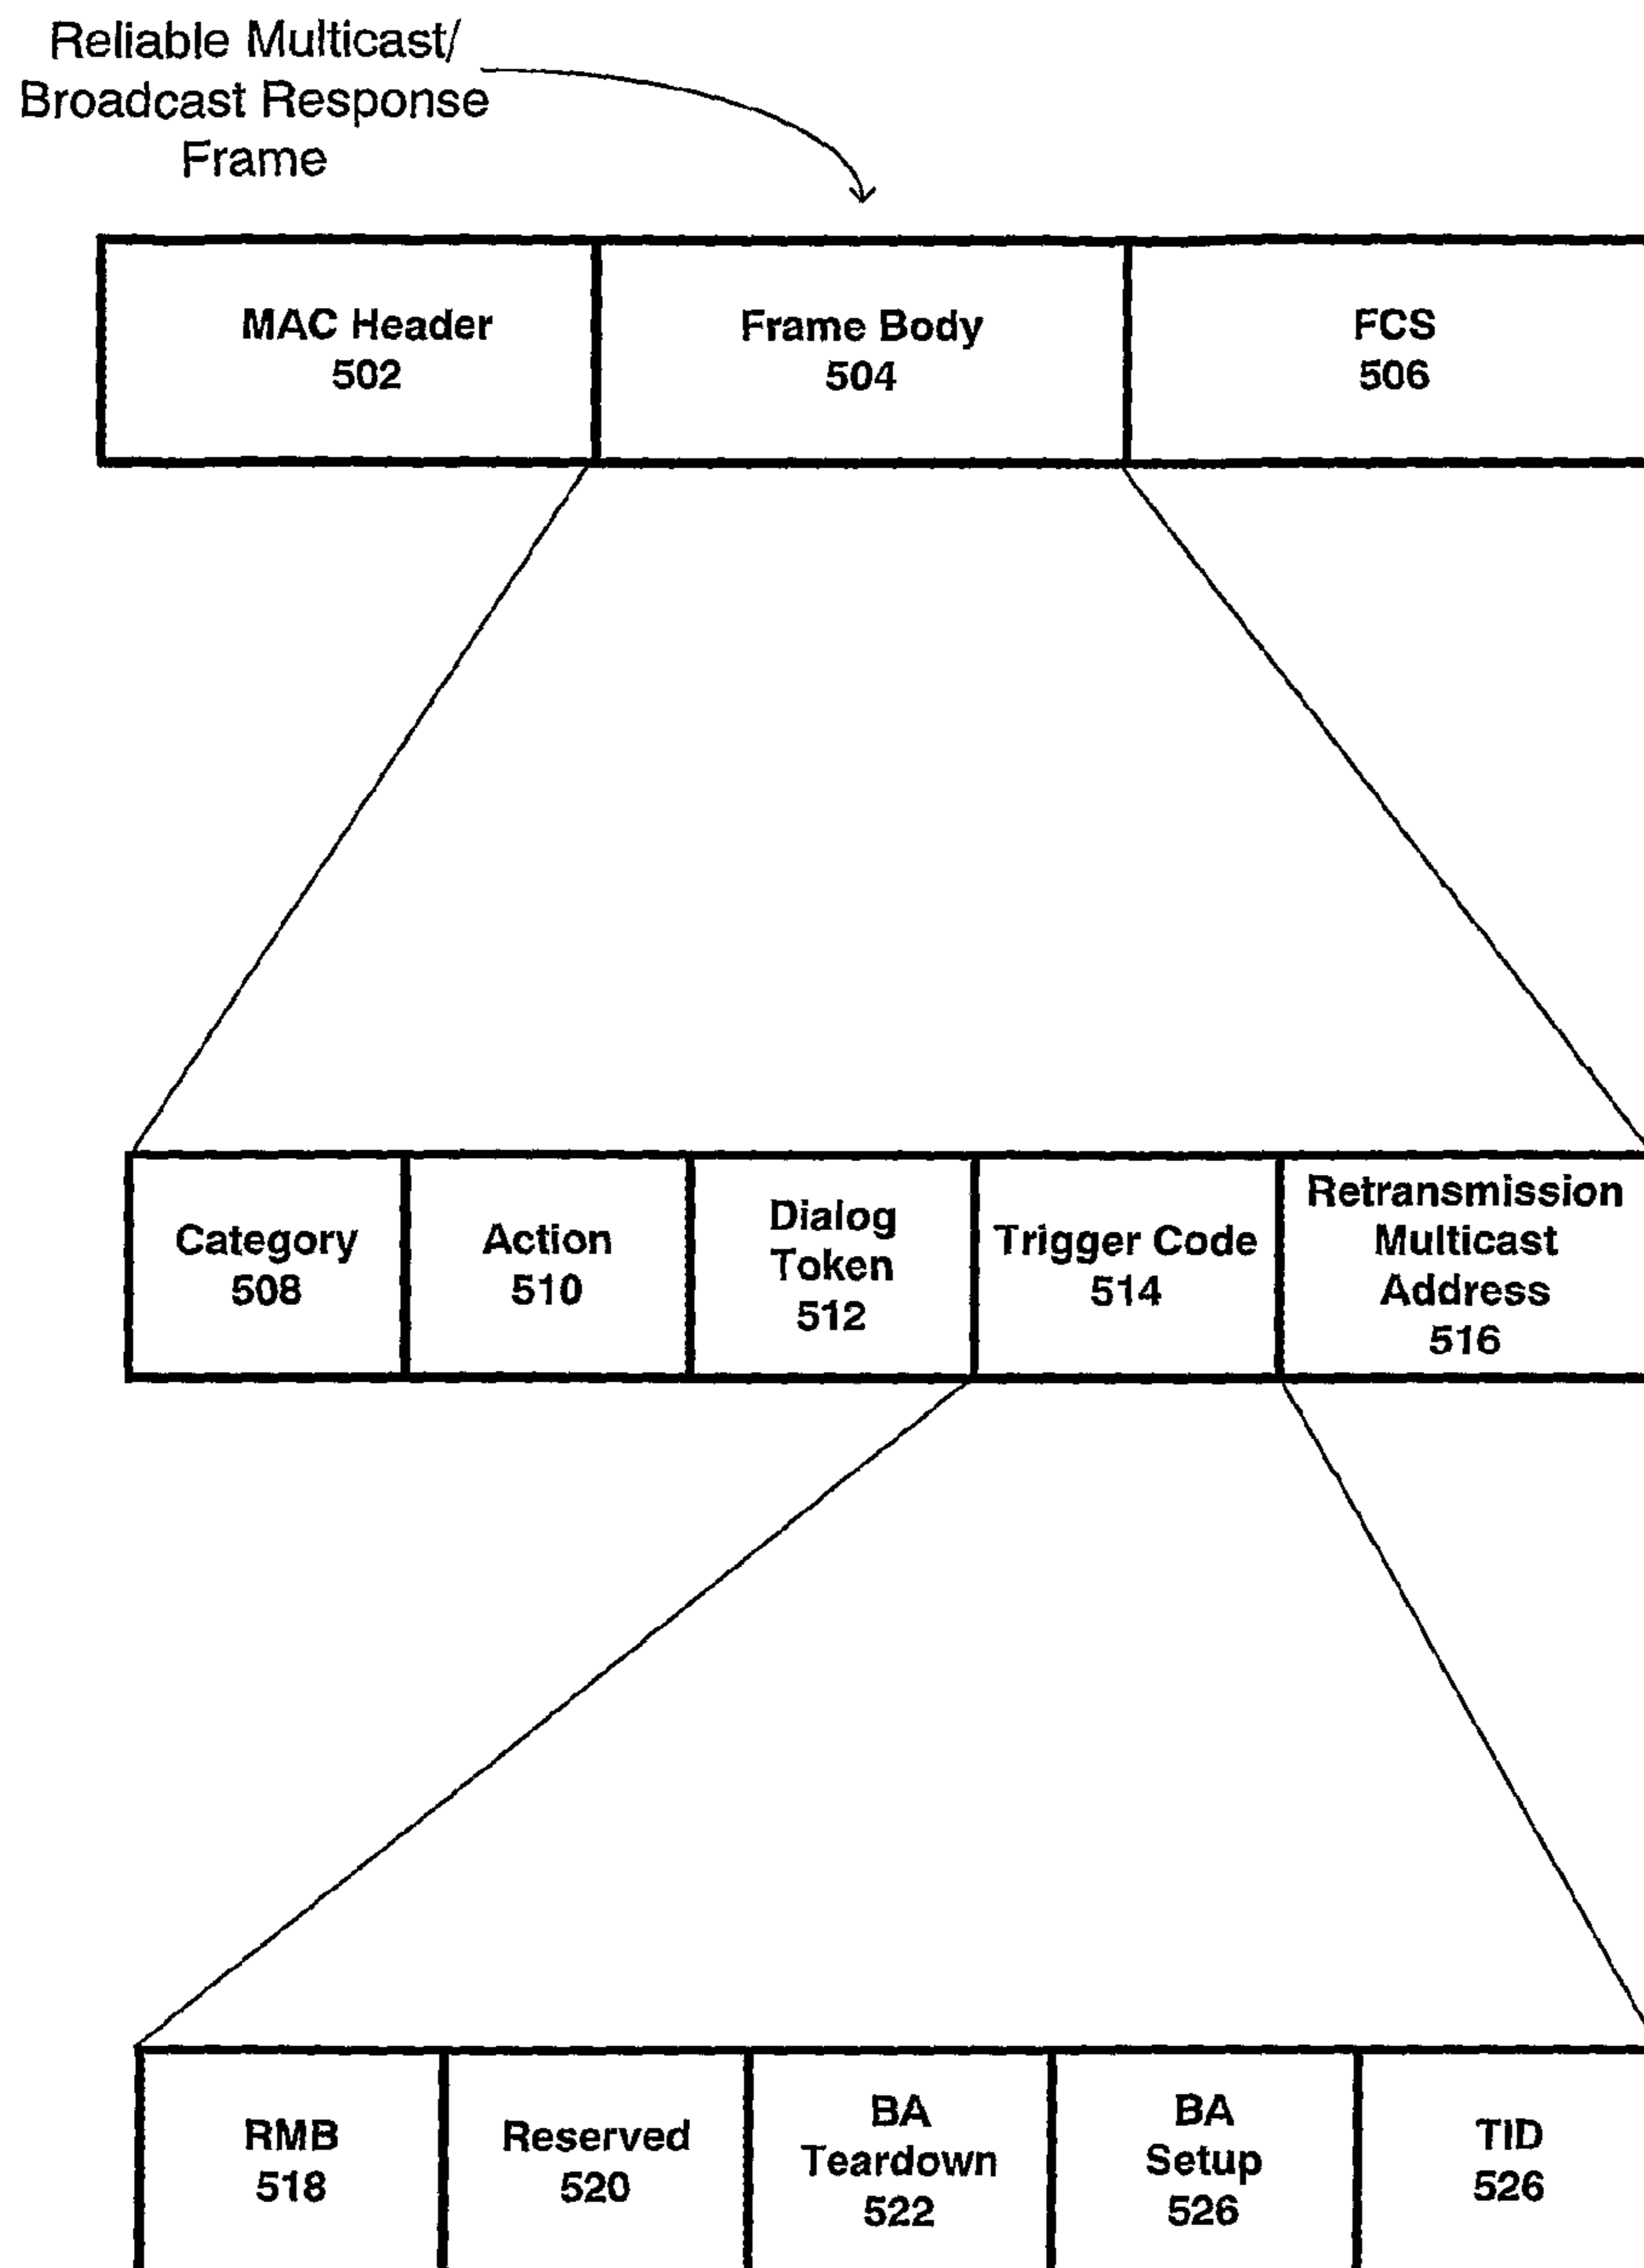 Reliable Multicast/
Broadcast Response
Frame
MAC Header
502
Frame Body
504
FCS
506
Category
508
Action
510
Dialog
Token
512
Trigger Code
514
Retransmission
Multicast
Address
516
RMB
518
Reserved
520
BA
Teardown
522
BA
Setup
526
TID
526